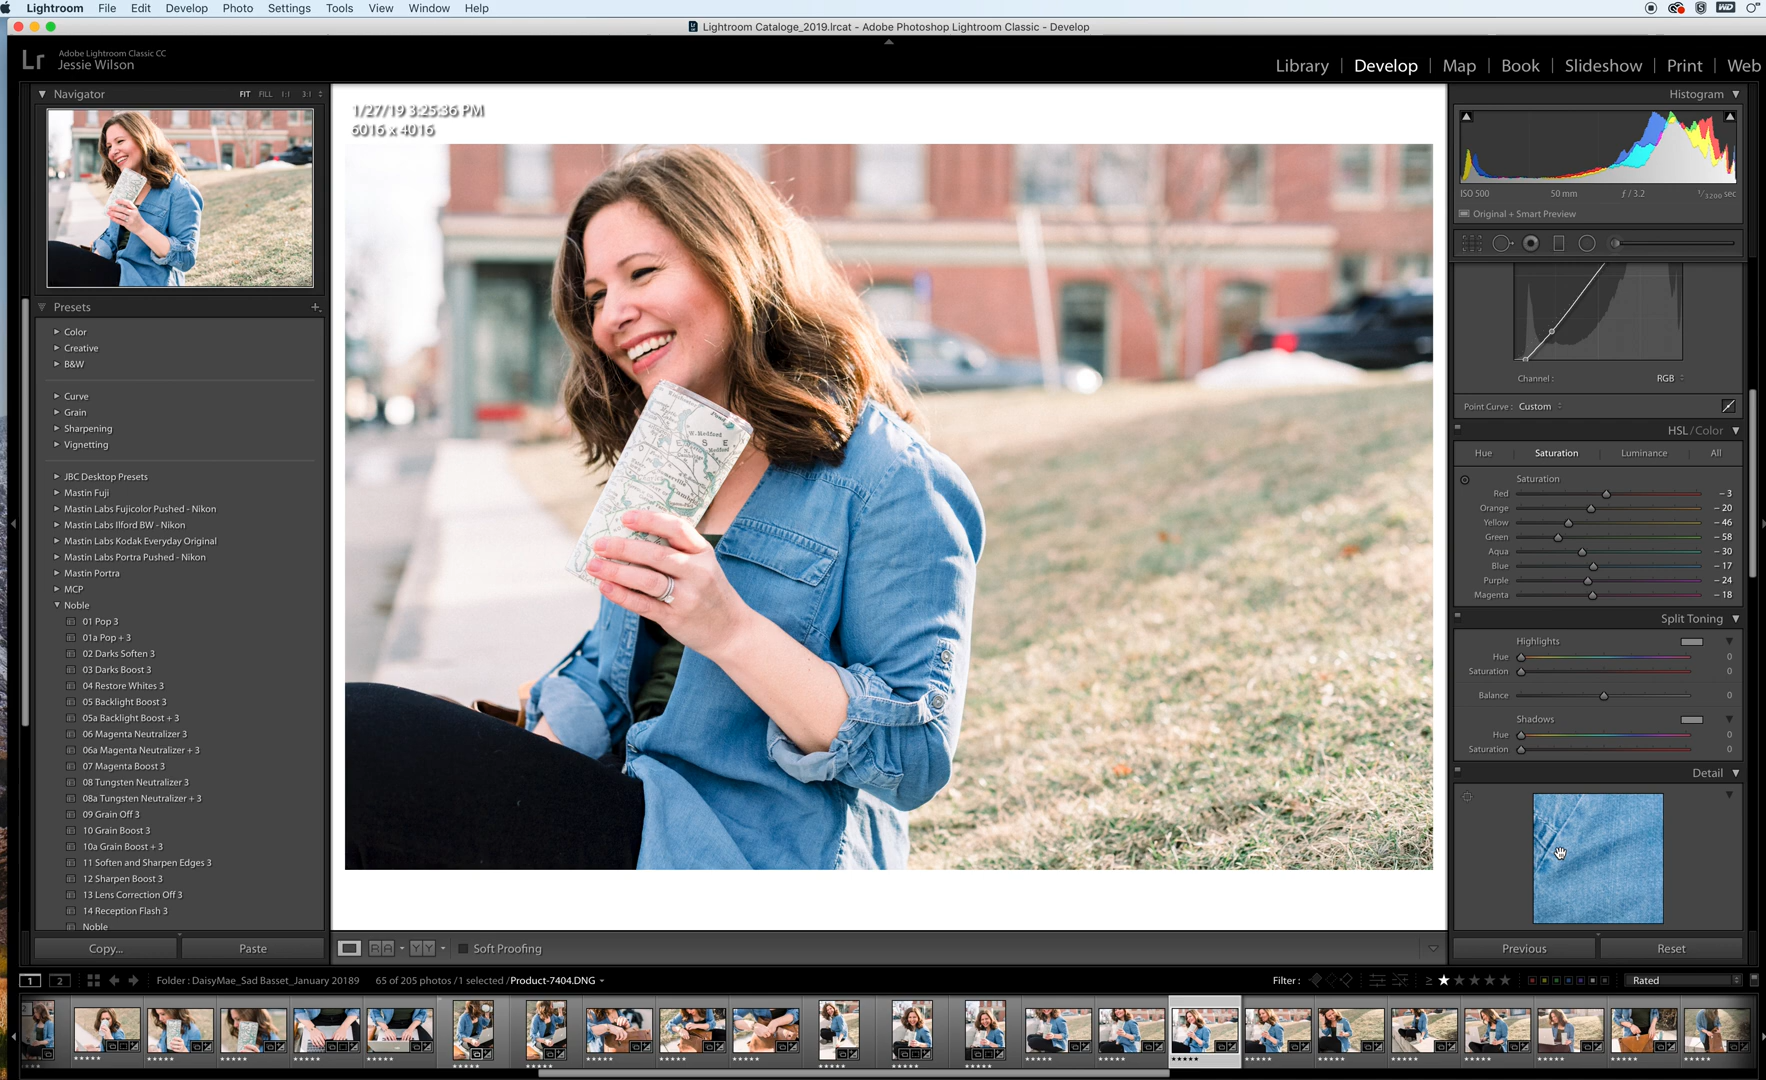 Lightroom File Edit Develop Photo Settings Tools View Window Help
Lightroom Cataloge_2019.lrcat - Adobe Photoshop Lightroom Classic - Develop
Lr
Adobe Lightroom Classic CC
Jessie Wilson
Library | Develop | Map | Book | Slideshow | Print | Web
Navigator FIT FILL 1:1 3:1
Presets
Color
Creative
B&W
Curve
Grain
Sharpening
Vignetting
JBC Desktop Presets
Mastin Fuji
Mastin Labs Fujicolor Pushed - Nikon
Mastin Labs Ilford BW - Nikon
Mastin Labs Kodak Everyday Original
Mastin Labs Portra Pushed - Nikon
Mastin Portra
MCP
Noble
01 Pop 3
01a Pop + 3
02 Darks Soften 3
03 Darks Boost 3
04 Restore Whites 3
05 Backlight Boost 3
05a Backlight Boost + 3
06 Magenta Neutralizer 3
06a Magenta Neutralizer + 3
07 Magenta Boost 3
08 Tungsten Neutralizer 3
08a Tungsten Neutralizer + 3
09 Grain Off 3
10 Grain Boost 3
10a Grain Boost + 3
11 Soften and Sharpen Edges 3
12 Sharpen Boost 3
13 Lens Correction Off 3
14 Reception Flash 3
Noble
Copy... Paste
1/27/19 3:25:36 PM
6016 x 4016
W. Medford
E S E
Medford
Soft Proofing
Histogram
ISO 500 50 mm ƒ / 3.2 1/3200 sec
Original + Smart Preview
Channel : RGB
Point Curve : Custom
HSL / Color
Hue Saturation Luminance All
Saturation
Red – 3
Orange – 20
Yellow – 46
Green – 58
Aqua – 30
Blue – 17
Purple – 24
Magenta – 18
Split Toning
Highlights
Hue 0
Saturation 0
Balance 0
Shadows
Hue 0
Saturation 0
Detail
Previous Reset
1 2 Folder : DaisyMae_Sad Basset_January 20189 65 of 205 photos / 1 selected / Product-7404.DNG Filter : ≥ Rated